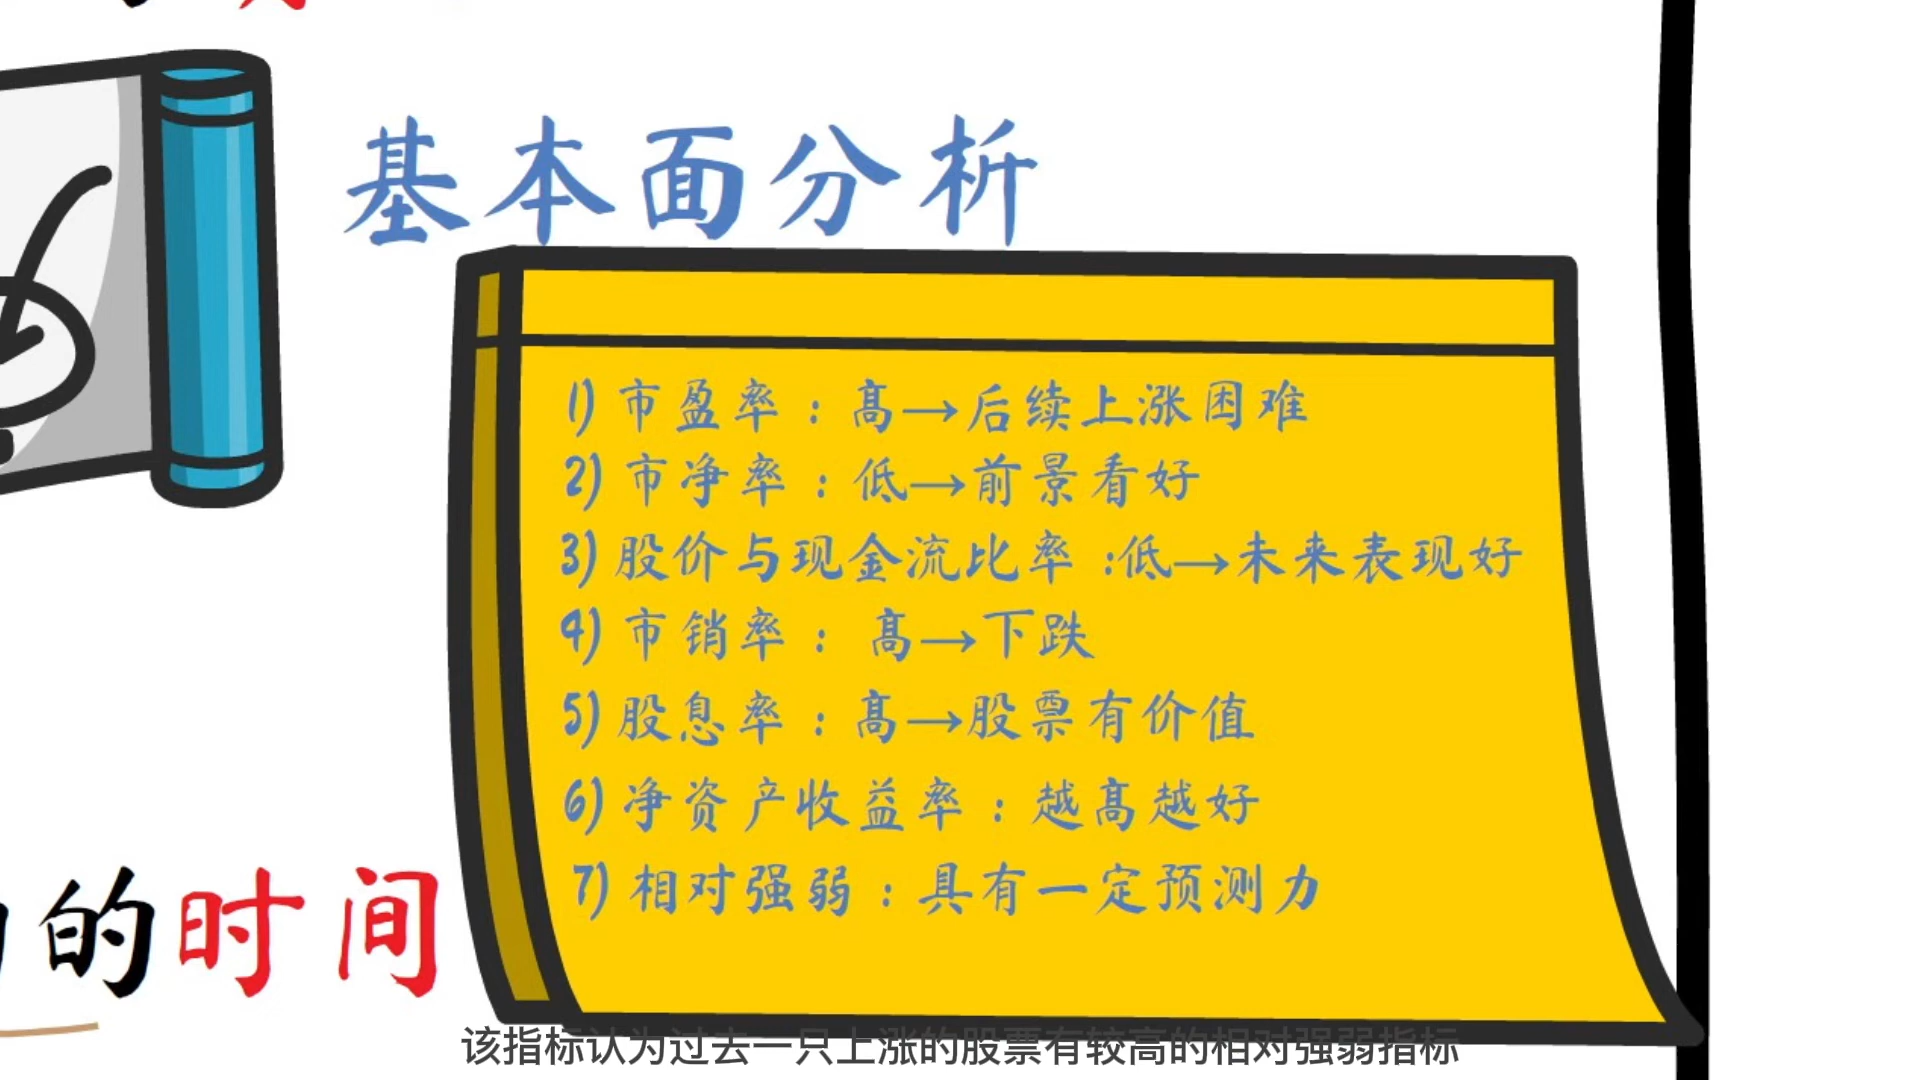 基本面分析
1) 市盈率：高→后续上涨困难
2) 市净率：低→前景看好
3) 股价与现金流比率:低→未来表现好
4) 市销率： 高→下跌
5) 股息率：高→股票有价值
6) 净资产收益率：越高越好
7) 相对强弱：具有一定预测力
的时间
该指标认为过去一只上涨的股票有较高的相对强弱指标